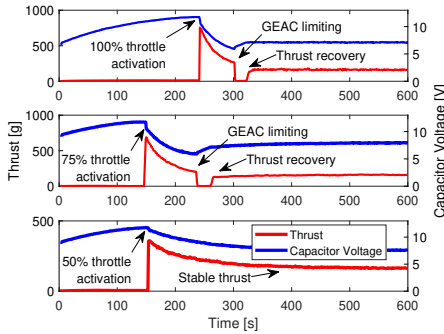 1000
500
0
10
5
0
100% throttle
activation
GEAC limiting
Thrust recovery
0 100 200 300 400 500 600
1000
500
0
10
5
0
75% throttle
activation
GEAC limiting
Thrust recovery
0 100 200 300 400 500 600
500
0
10
5
0
50% throttle
activation
Stable thrust
Thrust
Capacitor Voltage
0 100 200 300 400 500 600
Time [s]
Thrust [g]
Capacitor Voltage [V]